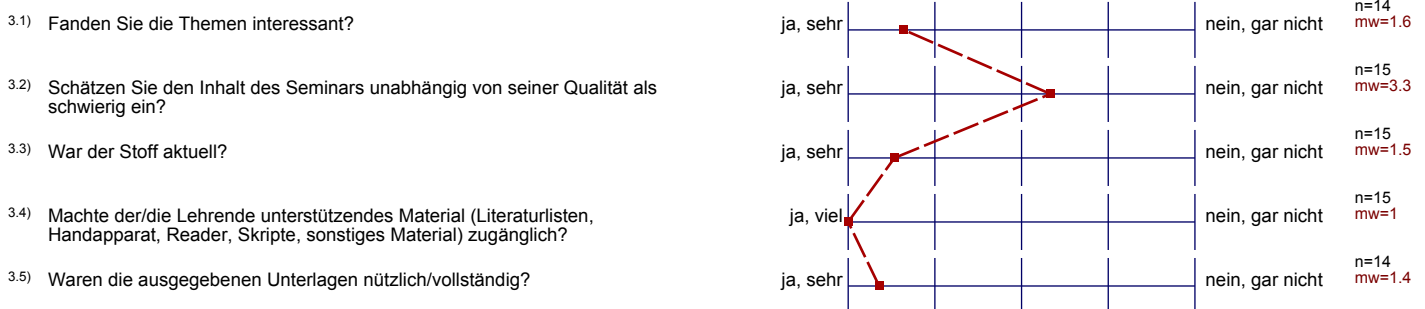 3.1) Fanden Sie die Themen interessant? ja, sehr nein, gar nicht n=14
mw=1.6
3.2) Schätzen Sie den Inhalt des Seminars unabhängig von seiner Qualität als
schwierig ein? ja, sehr nein, gar nicht n=15
mw=3.3
3.3) War der Stoff aktuell? ja, sehr nein, gar nicht n=15
mw=1.5
3.4) Machte der/die Lehrende unterstützendes Material (Literaturlisten,
Handapparat, Reader, Skripte, sonstiges Material) zugänglich? ja, viel nein, gar nicht n=15
mw=1
3.5) Waren die ausgegebenen Unterlagen nützlich/vollständig? ja, sehr nein, gar nicht n=14
mw=1.4